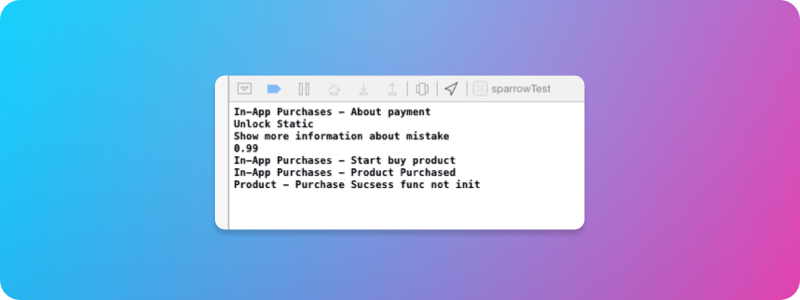 sparrowTest
In-App Purchases - About payment
Unlock Static
Show more information about mistake
0.99
In-App Purchases - Start buy product
In-App Purchases - Product Purchased
Product - Purchase Sucsess func not init